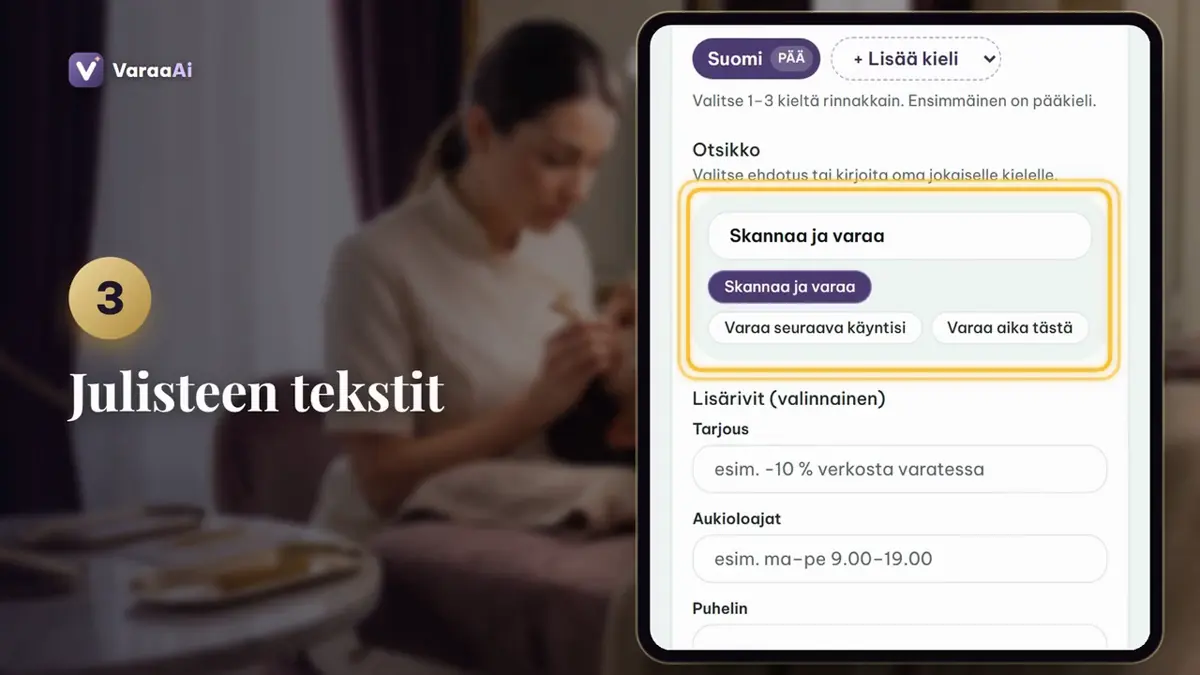 VaraaAi
3
Julisteen tekstit
Suomi PÄÄ
+ Lisää kieli
Valitse 1–3 kieltä rinnakkain. Ensimmäinen on pääkieli.
Otsikko
Valitse ehdotus tai kirjoita oma jokaiselle kielelle.
Skannaa ja varaa
Skannaa ja varaa
Varaa seuraava käyntisi
Varaa aika tästä
Lisärivit (valinnainen)
Tarjous
esim. -10 % verkosta varatessa
Aukioloajat
esim. ma–pe 9.00–19.00
Puhelin